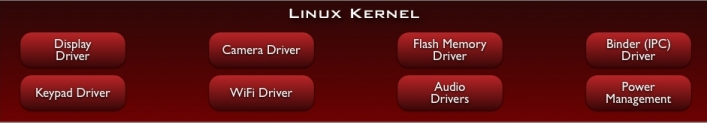 Linux Kernel
Display
Driver
Camera Driver
Flash Memory
Driver
Binder (IPC)
Driver
Keypad Driver
WiFi Driver
Audio
Drivers
Power
Management